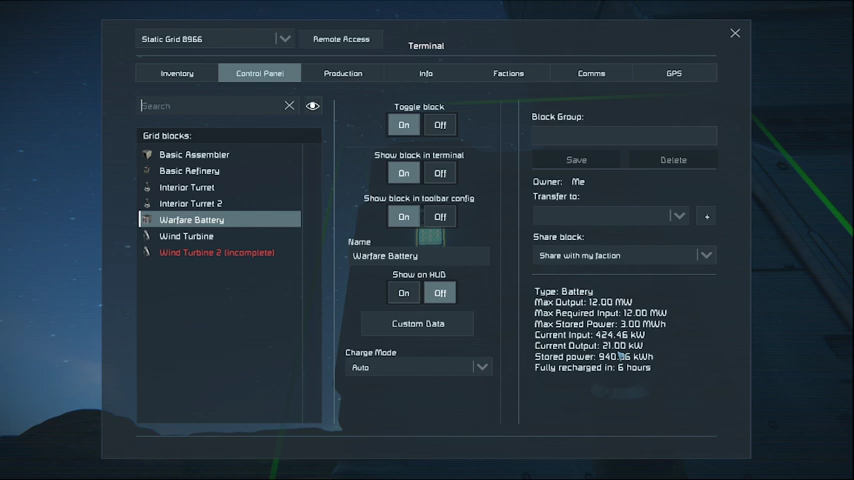 Static Grid 8966
Remote Access
Terminal
Inventory
Control Panel
Production
Info
Factions
Comms
GPS
Search
Grid blocks:
Basic Assembler
Basic Refinery
Interior Turret
Interior Turret 2
Warfare Battery
Wind Turbine
Wind Turbine 2 (Incomplete)
Toggle block
On Off
Show block in terminal
On Off
Show block in toolbar config
On Off
Name
Warfare Battery
Show on HUD
On Off
Custom Data
Charge Mode
Auto
Block Group:
Save Delete
Owner: Me
Transfer to:
+
Share block:
Share with my faction
Type: Battery
Max Output: 12.00 MW
Max Required Input: 12.00 MW
Max Stored Power: 3.00 MWh
Current Input: 424.46 kW
Current Output: 21.00 kW
Stored power: kWh
Fully recharged in: 6 hours